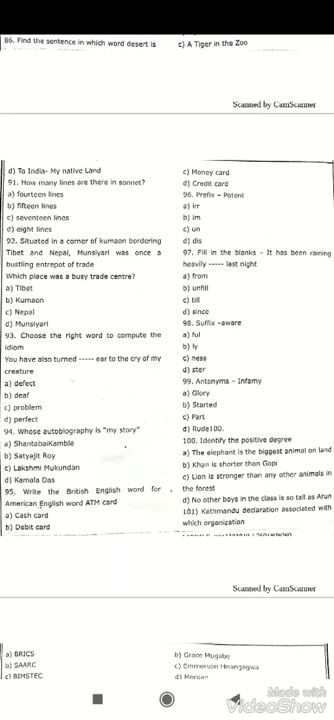 86. Find the sentence in which word desert is
c) A Tiger in the Zoo
Scanned by CamScanner
d) To India- My native Land
91. How many lines are there in sonnet?
a) fourteen lines
b) fifteen lines
c) seventeen lines
d) eight lines
92. Situated in a corner of kumaon bordering
Tibet and Nepal, Munsiyari was once a
bustling entrepot of trade
Which place was a busy trade centre?
a) Tibet
b) Kumaon
c) Nepal
d) Munsiyari
93. Choose the right word to compute the
idiom
You have also turned ----- ear to the cry of my
creature
a) defect
b) deaf
c) problem
d) perfect
94. Whose autobiography is "my story"
a) ShantabaiKamble
b) Satyajit Roy
c) Lakshmi Mukundan
d) Kamala Das
95. Write the British English word for
American English word ATM card
a) Cash card
b) Debit card
c) Money card
d) Credit card
96. Prefix – Potent
a) irr
b) im
c) un
d) dis
97. Fill in the blanks - It has been raining
heavily ----- last night
a) from
b) unfill
c) till
d) since
98. Suffix –aware
a) ful
b) ly
c) ness
d) ster
99. Antonyms – Infamy
a) Glory
b) Started
c) Part
d) Rude100.
100. Identify the positive degree
a) The elephant is the biggest animal on land
b) Khan is shorter than Gopi
c) Lion is stronger than any other animals in
the forest
d) No other boys in the class is so tall as Arun
101) Kathmandu declaration associated with
which organization
Scanned by CamScanner
a) BRICS
b) SAARC
c) BIMSTEC
b) Grace Mugabe
c) Emmerson Mnangagwa
d) Morgan
Made with
VideoShow